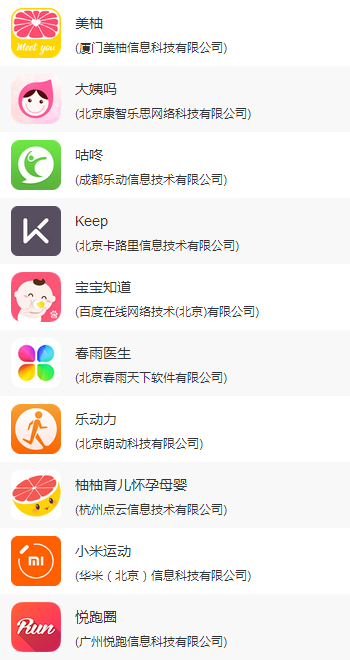 Meet you
美柚
(厦门美柚信息科技有限公司)
大姨吗
(北京康智乐思网络科技有限公司)
咕咚
(成都乐动信息技术有限公司)
Keep
(北京卡路里信息技术有限公司)
宝宝知道
(百度在线网络技术(北京)有限公司)
春雨医生
(北京春雨天下软件有限公司)
乐动力
(北京朗动科技有限公司)
柚柚育儿怀孕母婴
(杭州点云信息技术有限公司)
mi
小米运动
(华米（北京）信息科技有限公司)
Run
悦跑圈
(广州悦跑信息科技有限公司)